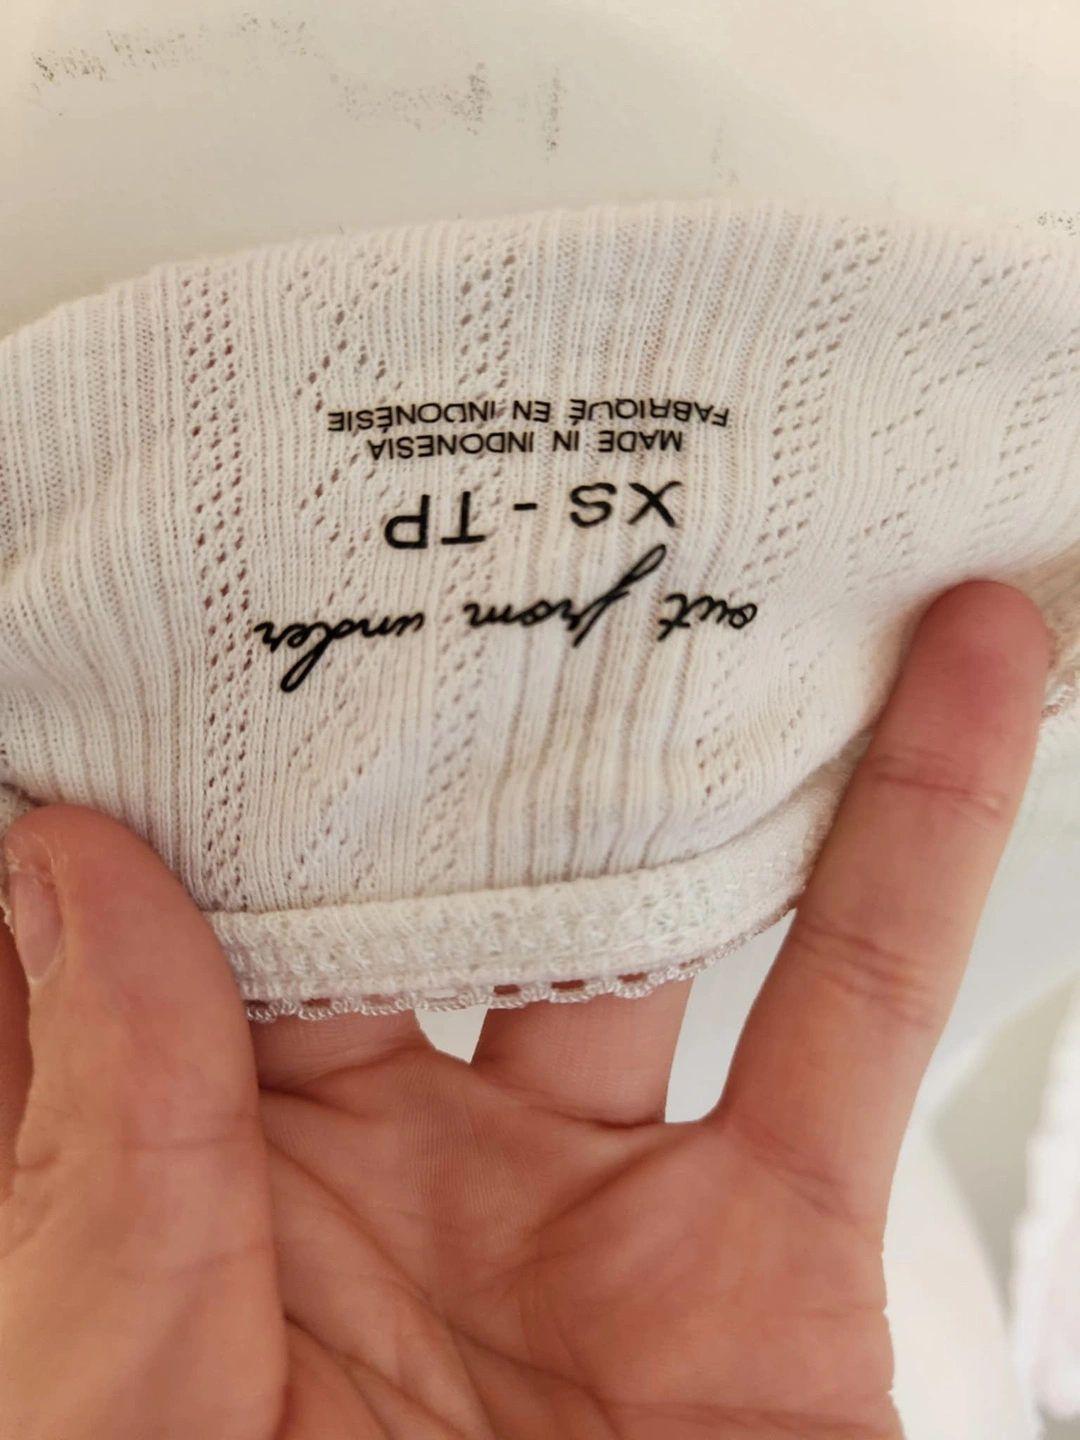 out from under
XS - TP
MADE IN INDONESIA
FABRIQUÉ EN INDONÉSIE